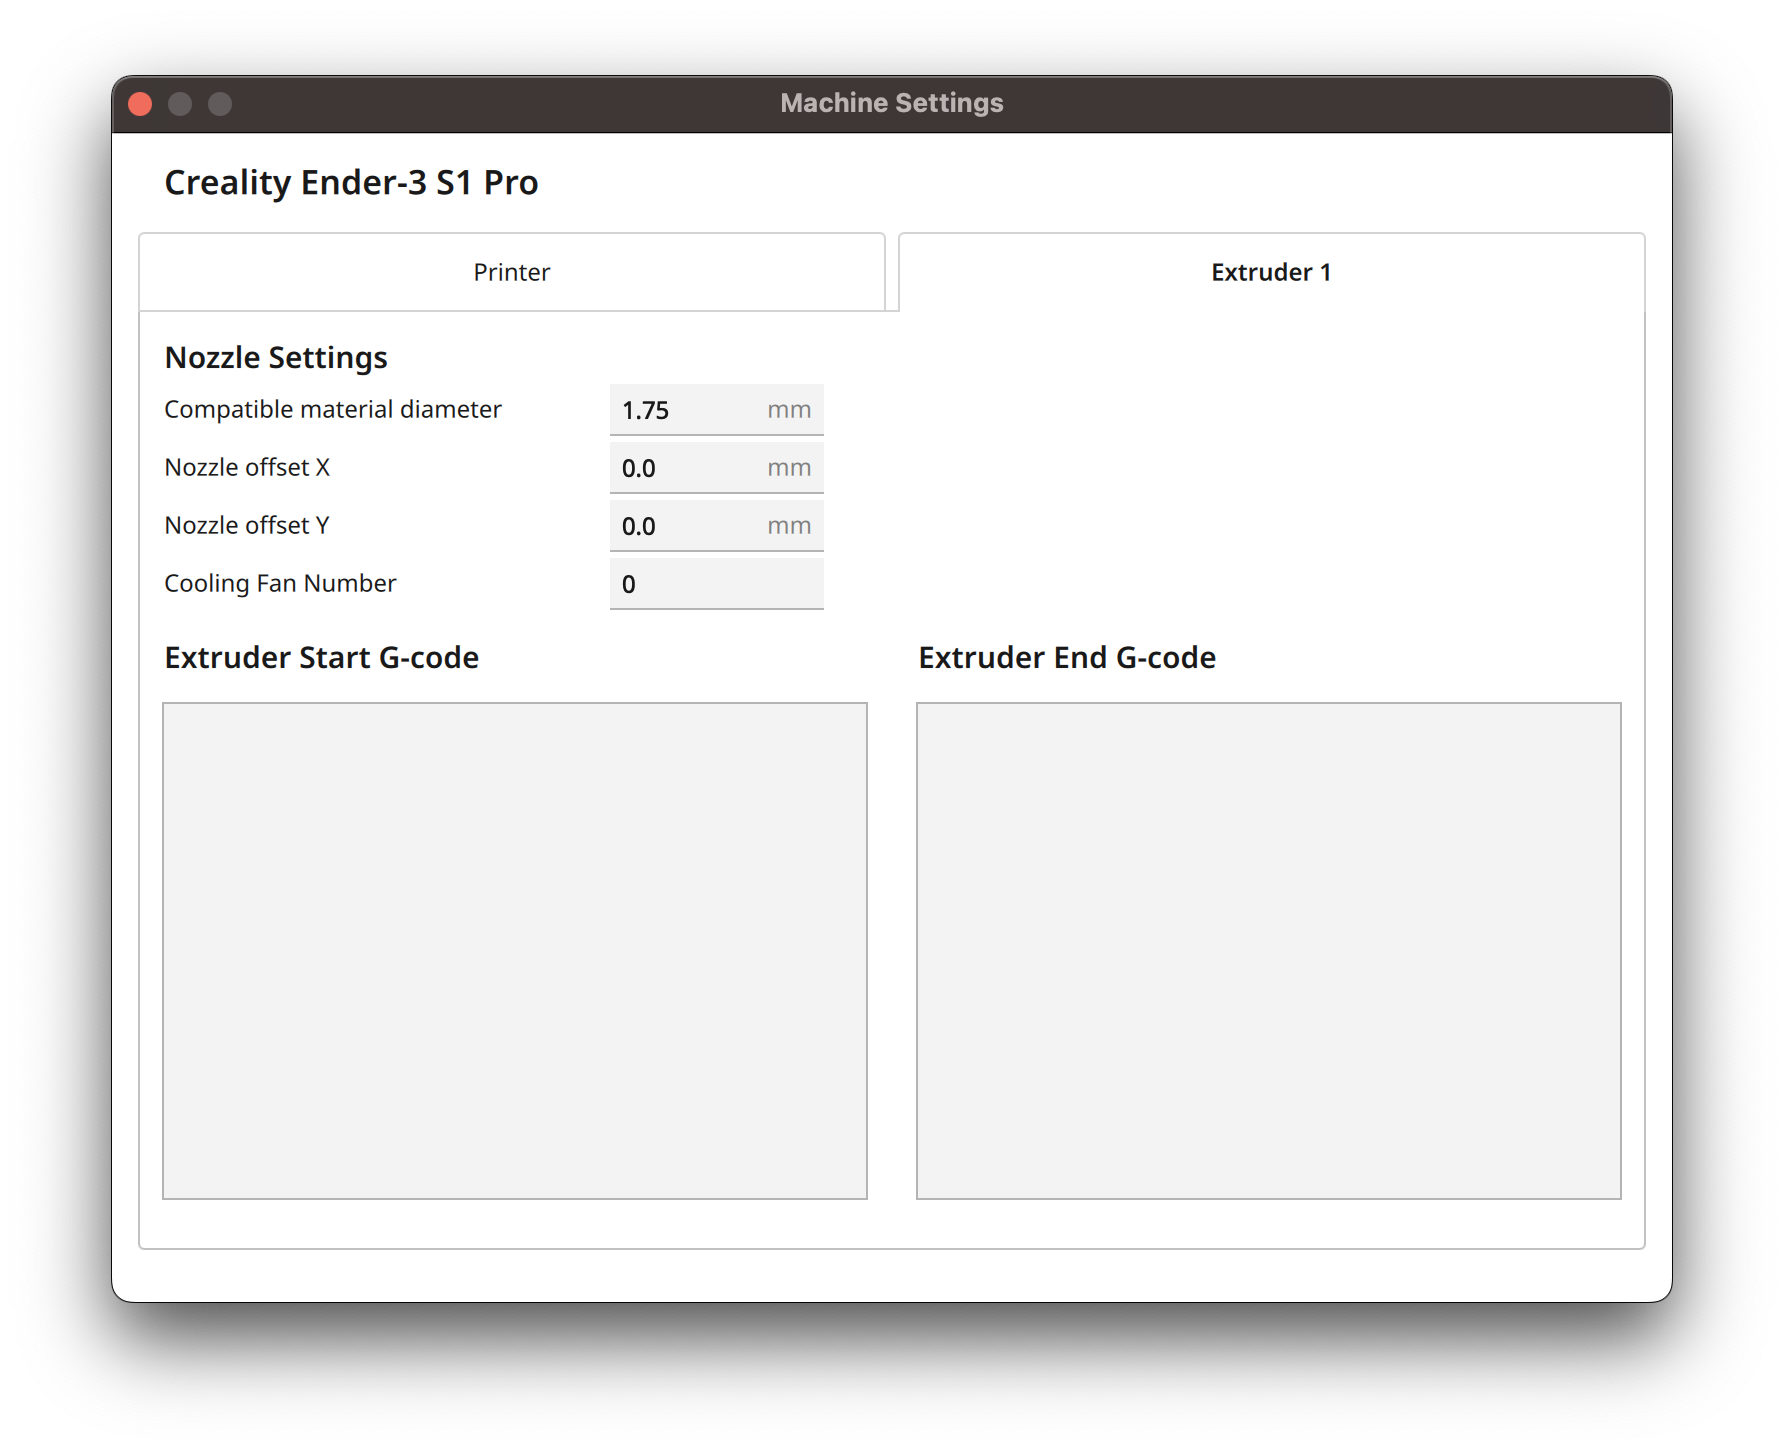 Machine Settings
Creality Ender-3 S1 Pro
Printer
Extruder 1
Nozzle Settings
Compatible material diameter 1.75 mm
Nozzle offset X 0.0 mm
Nozzle offset Y 0.0 mm
Cooling Fan Number 0
Extruder Start G-code
Extruder End G-code